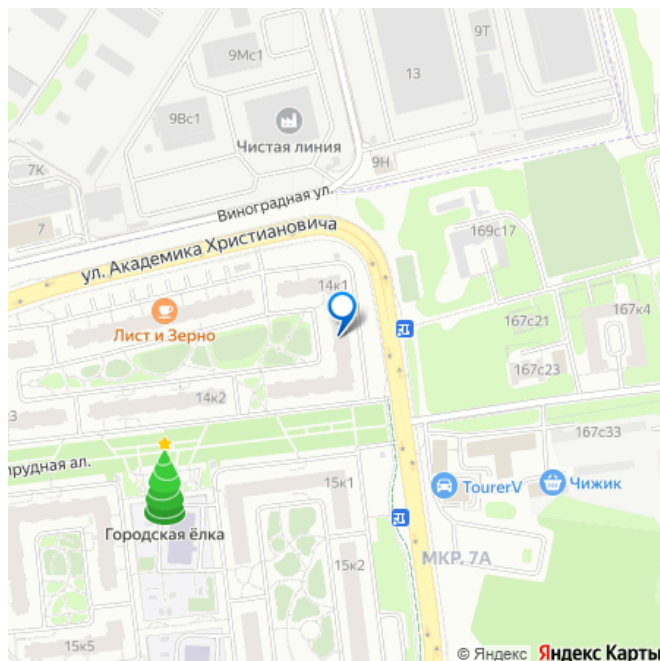 9Мс1
9Т
13
9Вс1
Чистая линия
9Н
7К
Виноградная ул.
7
ул. Академика Христиановича
169с17
14к1
167к4
167с21
Лист и Зерно
167с23
14к2
3
167с33
прудная ал.
15к1
TourerV
Чижик
Городская ёлка
МКР. 7А
15к2
15к5
© Яндекс Яндекс Карты